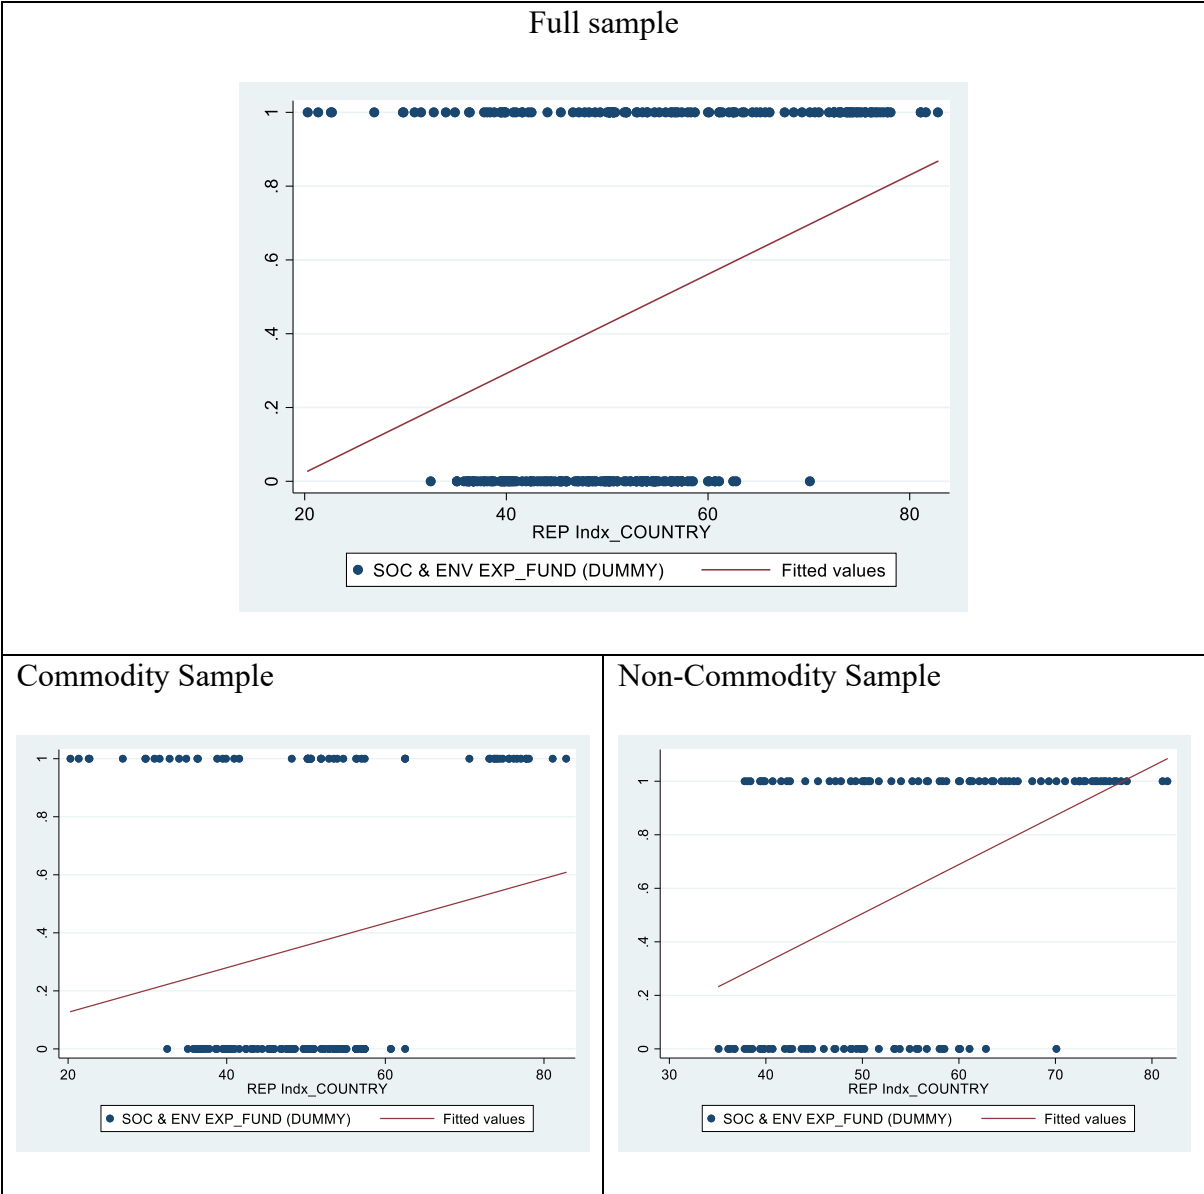 Full sample
1
.8
.6
.4
.2
0
20 40 60 80
REP Indx_COUNTRY
SOC & ENV EXP_FUND (DUMMY) Fitted values
Commodity Sample
1
.8
.6
.4
.2
0
20 40 60 80
REP Indx_COUNTRY
SOC & ENV EXP_FUND (DUMMY) Fitted values
Non-Commodity Sample
1
.8
.6
.4
.2
0
30 40 50 60 70 80
REP Indx_COUNTRY
SOC & ENV EXP_FUND (DUMMY) Fitted values